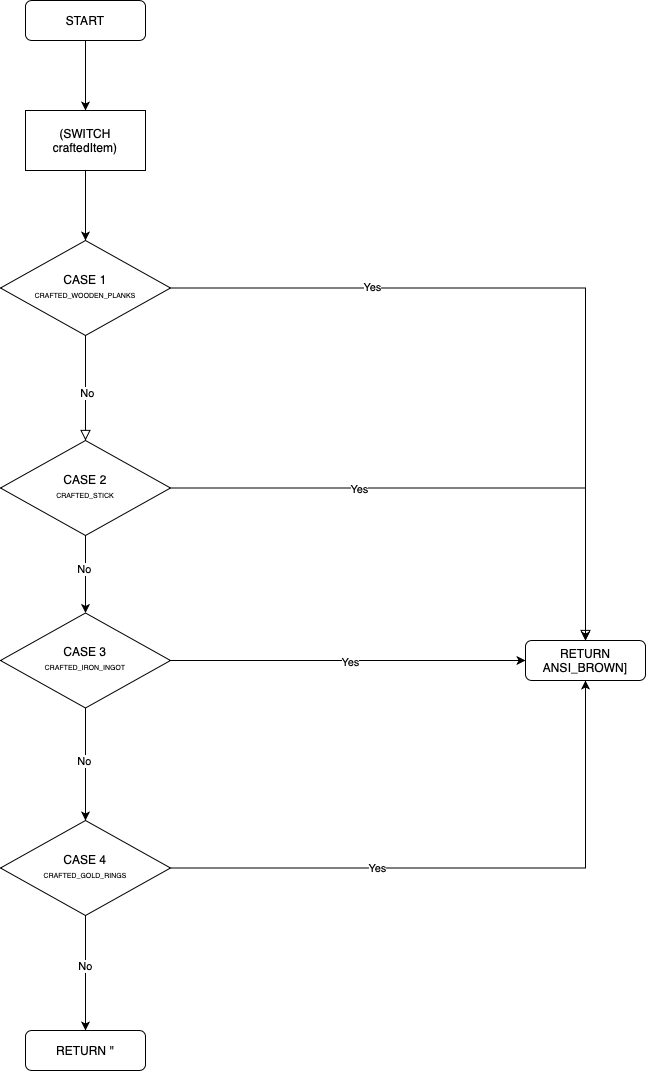 START
(SWITCH
craftedItem)
CASE 1
CRAFTED_WOODEN_PLANKS
Yes
No
CASE 2
CRAFTED_STICK
Yes
No
CASE 3
CRAFTED_IRON_INGOT
Yes
RETURN
ANSI_BROWN]
No
CASE 4
CRAFTED_GOLD_RINGS
Yes
No
RETURN "